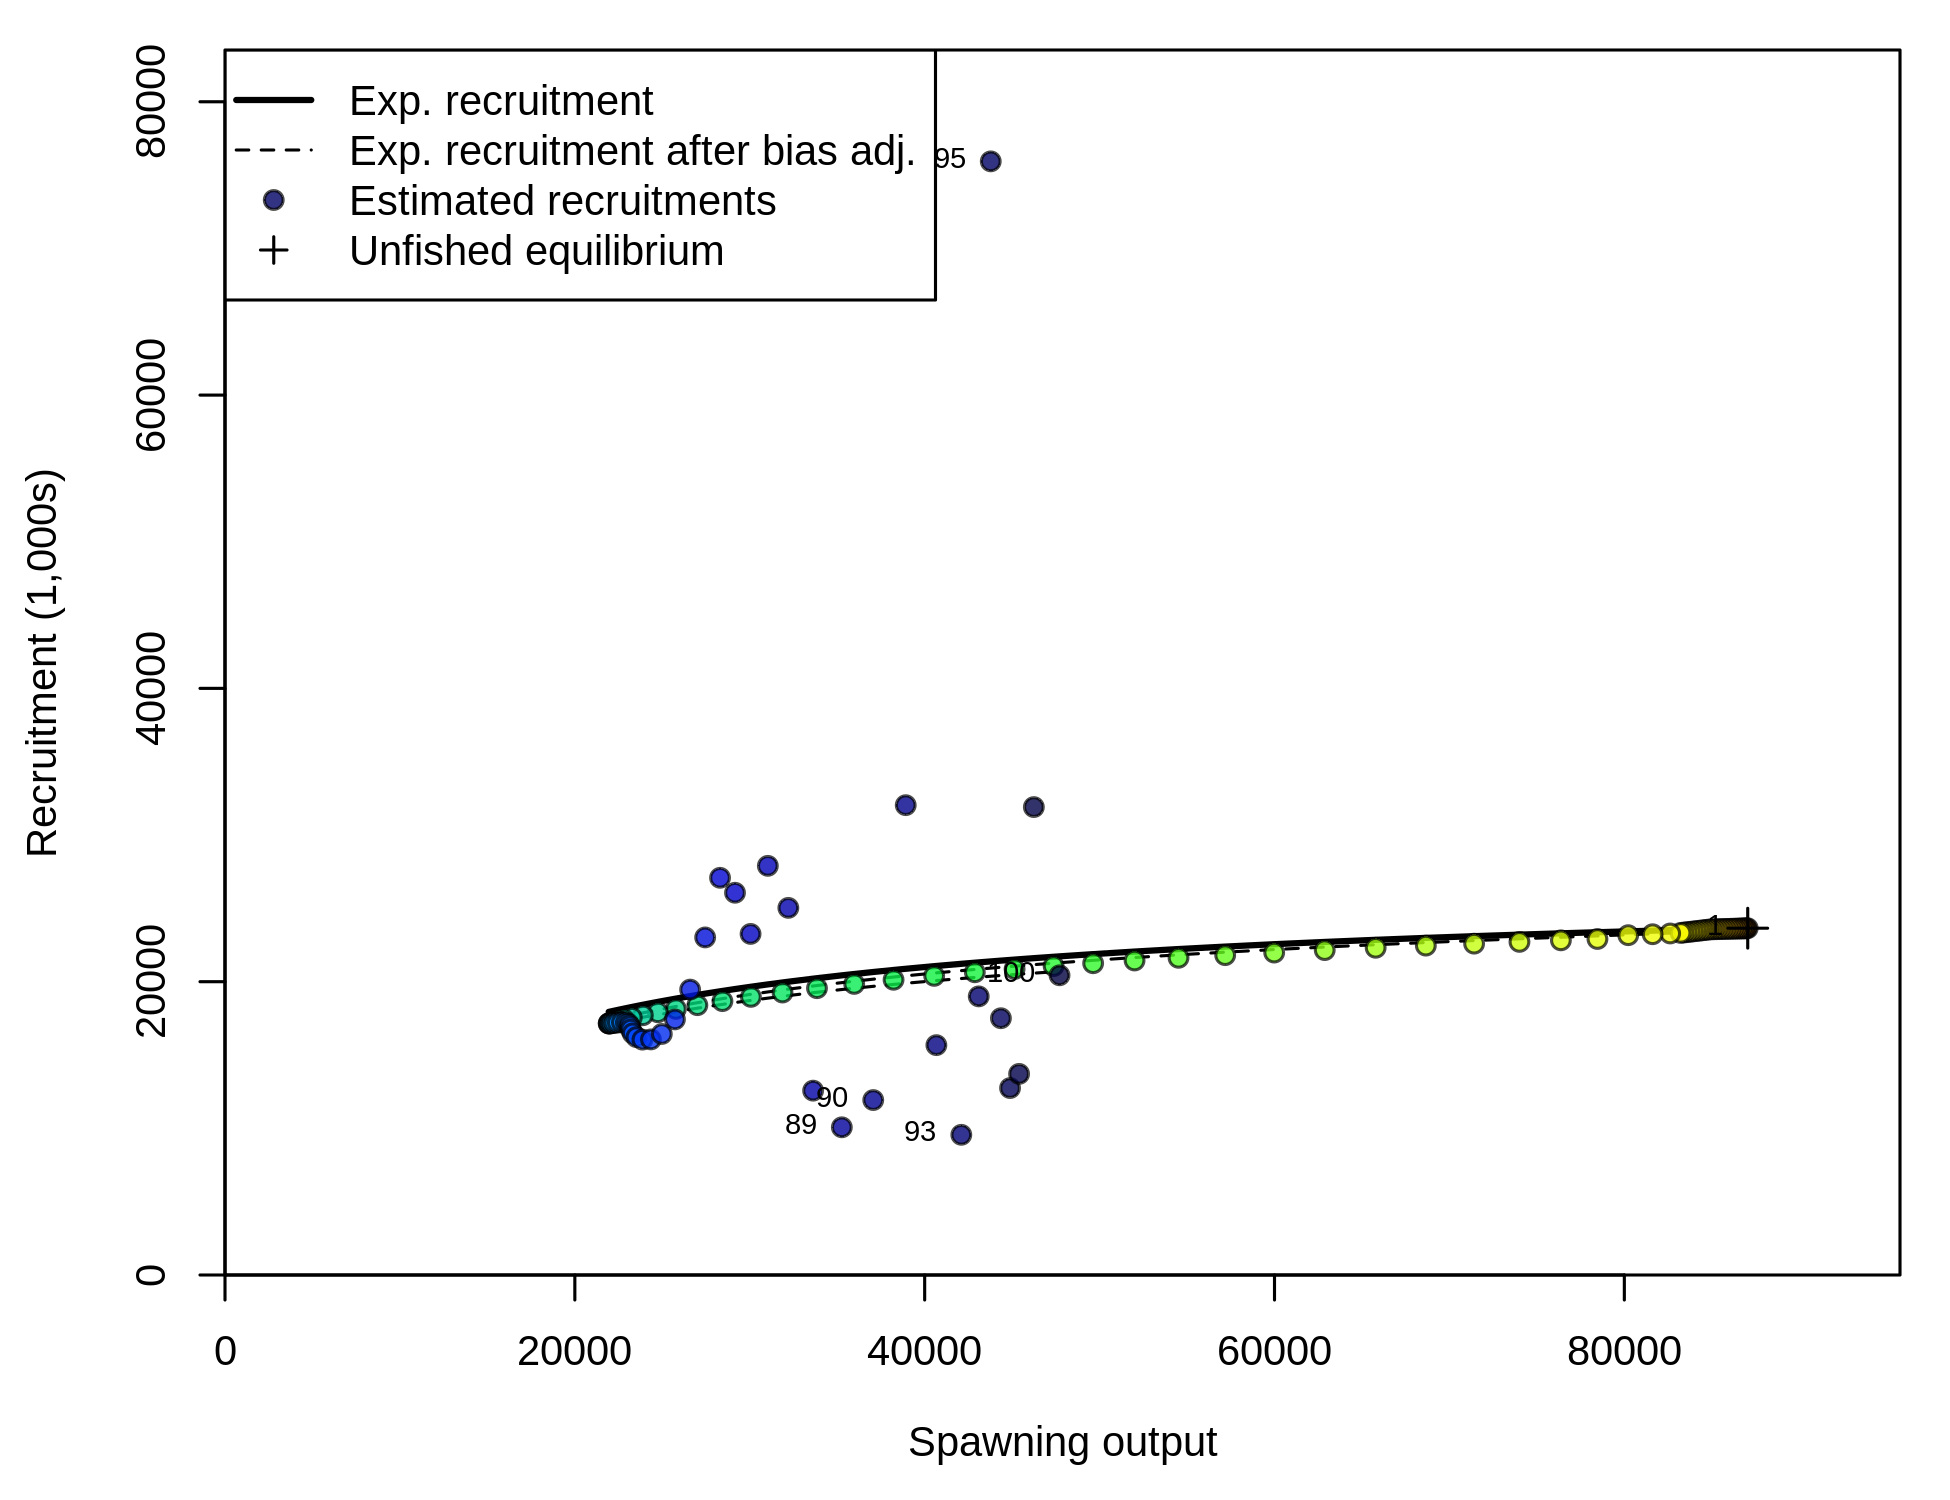 Exp. recruitment
Exp. recruitment after bias adj.
Estimated recruitments
Unfished equilibrium
95
1
100
90
89
93
Recruitment (1,000s)
80000
60000
40000
20000
0
0 20000 40000 60000 80000
Spawning output